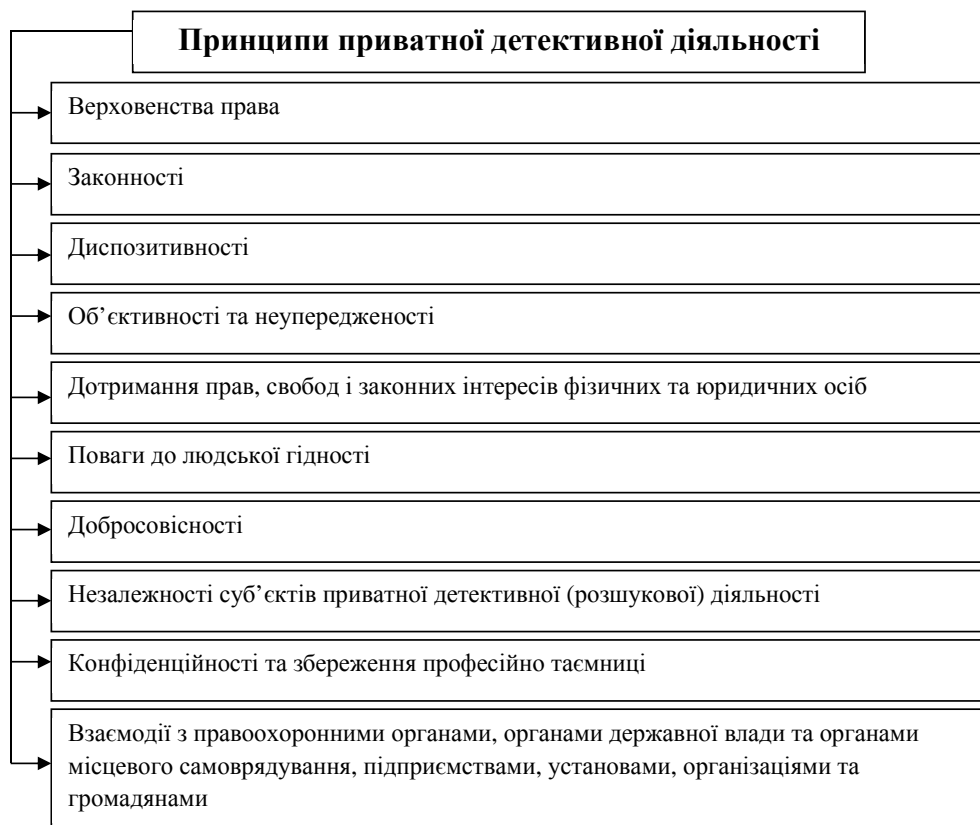 Принципи приватної детективної діяльності
Верховенства права
Законності
Диспозитивності
Об’єктивності та неупередженості
Дотримання прав, свобод і законних інтересів фізичних та юридичних осіб
Поваги до людської гідності
Добросовісності
Незалежності суб’єктів приватної детективної (розшукової) діяльності
Конфіденційності та збереження професійно таємниці
Взаємодії з правоохоронними органами, органами державної влади та органами
місцевого самоврядування, підприємствами, установами, організаціями та
громадянами